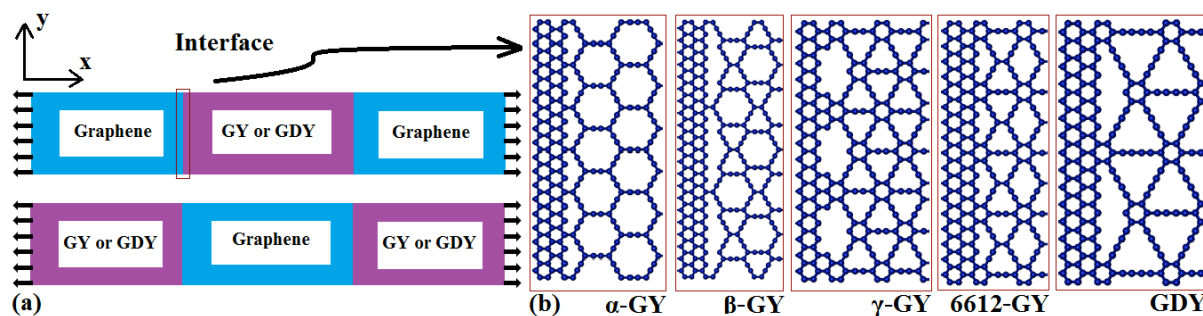 y
x
Interface
Graphene
GY or GDY
Graphene
GY or GDY
Graphene
GY or GDY
(a)
(b)
α-GY
β-GY
γ-GY
6612-GY
GDY